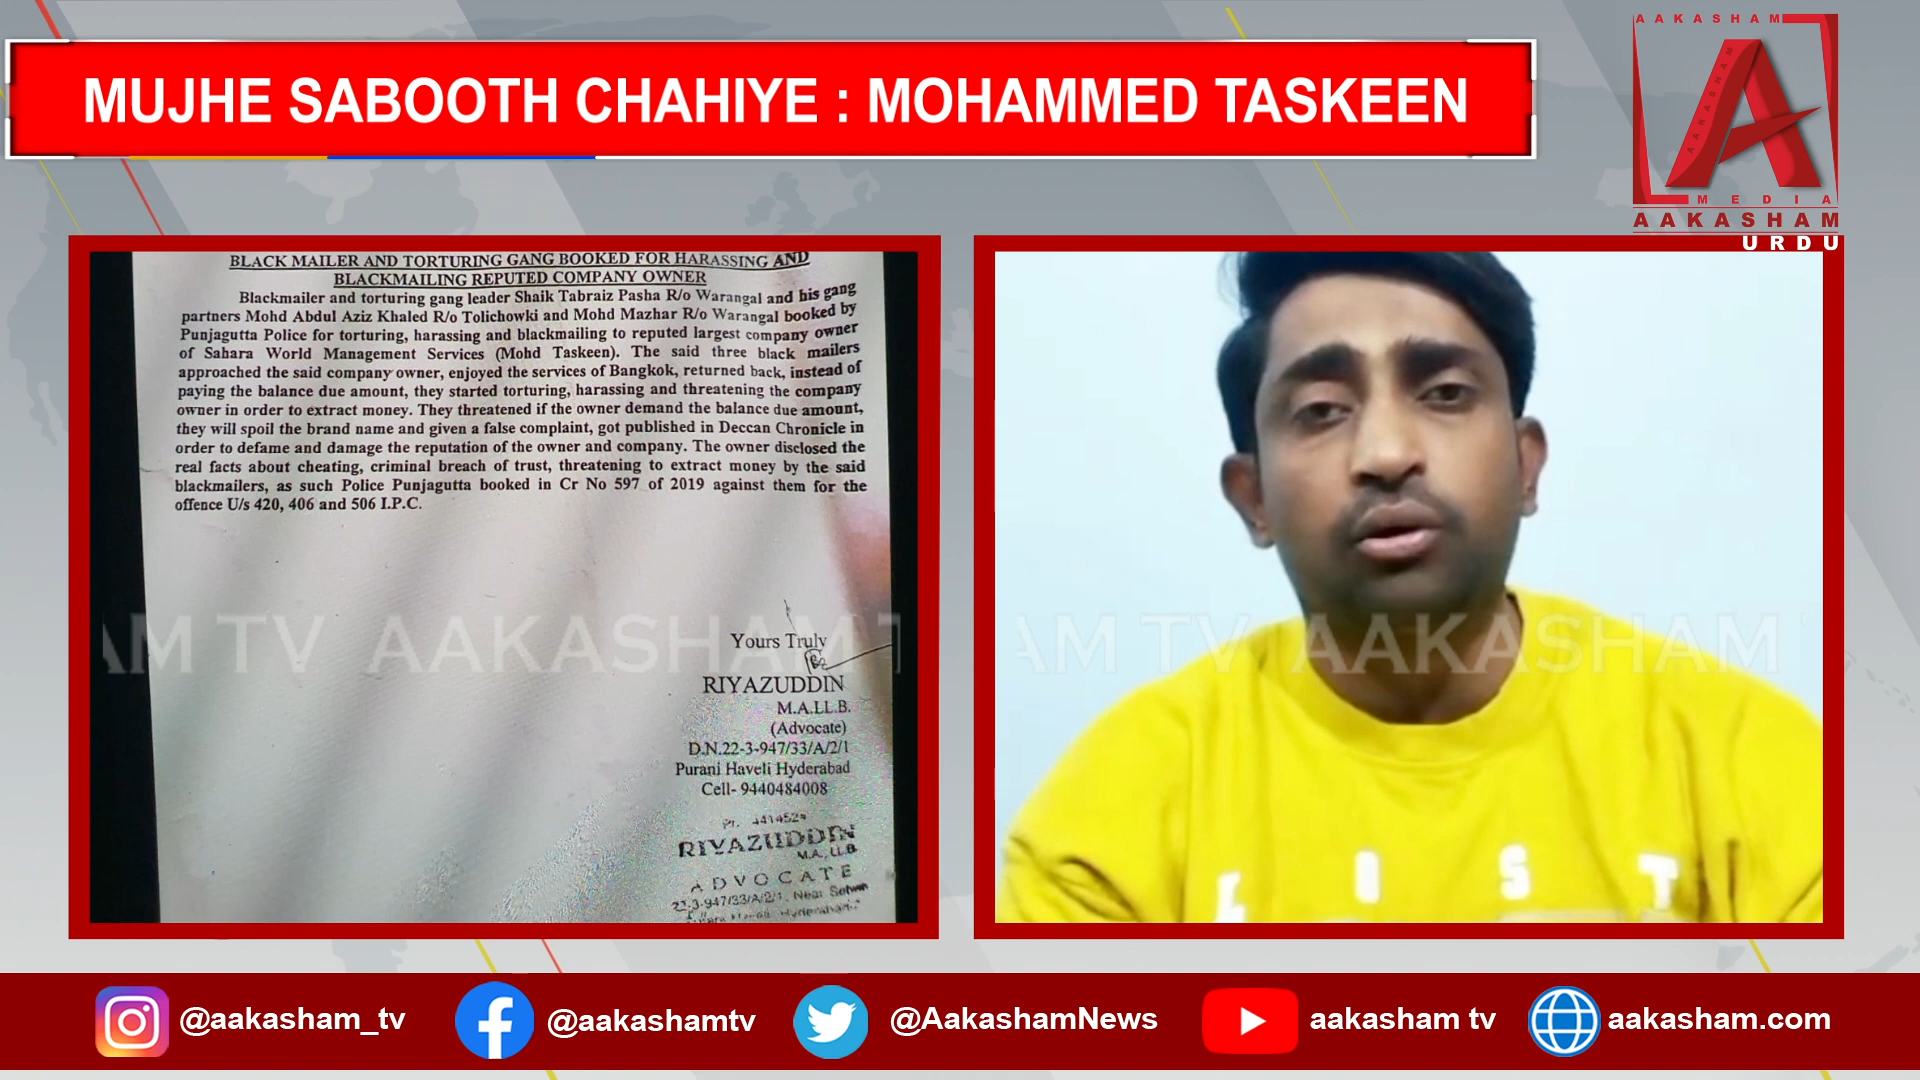 MUJHE SABOOTH CHAHIYE : MOHAMMED TASKEEN
AAKASHAM
AAKASHAM
AAKASHAM
A
MEDIA
AAKASHAM
URDU
BLACK MAILER AND TORTURING GANG BOOKED FOR HARASSING AND
BLACKMAILING REPUTED COMPANY OWNER
Blackmailer and torturing gang leader Shaik Tabraiz Pasha R/o Warangal and his gang
partners Mohd Abdul Aziz Khaled R/o Tolichowki and Mohd Mazhar R/o Warangal booked by
Punjagutta Police for torturing, harassing and blackmailing to reputed largest company owner
of Sahara World Management Services (Mohd Taskeen). The said three black mailers
approached the said company owner, enjoyed the services of Bangkok, returned back, instead of
paying the balance due amount, they started torturing, harassing and threatening the company
owner in order to extract money. They threatened if the owner demand the balance due amount,
they will spoil the brand name and given a false complaint, got published in Deccan Chronicle in
order to defame and damage the reputation of the owner and company. The owner disclosed the
real facts about cheating, criminal breach of trust, threatening to extract money by the said
blackmailers, as such Police Punjagutta booked in Cr No 597 of 2019 against them for the
offence U/s 420, 406 and 506 I.P.C.
AM TV AAKASHAM T
Yours Truly
RIYAZUDDIN
M.A.LL.B.
(Advocate)
D.N.22-3-947/33/A/2/1
Purani Haveli Hyderabad
Cell- 9440484008
RIYAZUDDIN
M.A., LL.B.
ADVOCATE
22-3-947/33/A/2/1, Near
AM TV AAKASHAM
LOST
@aakasham_tv
@aakashamtv
@AakashamNews
aakasham tv
aakasham.com